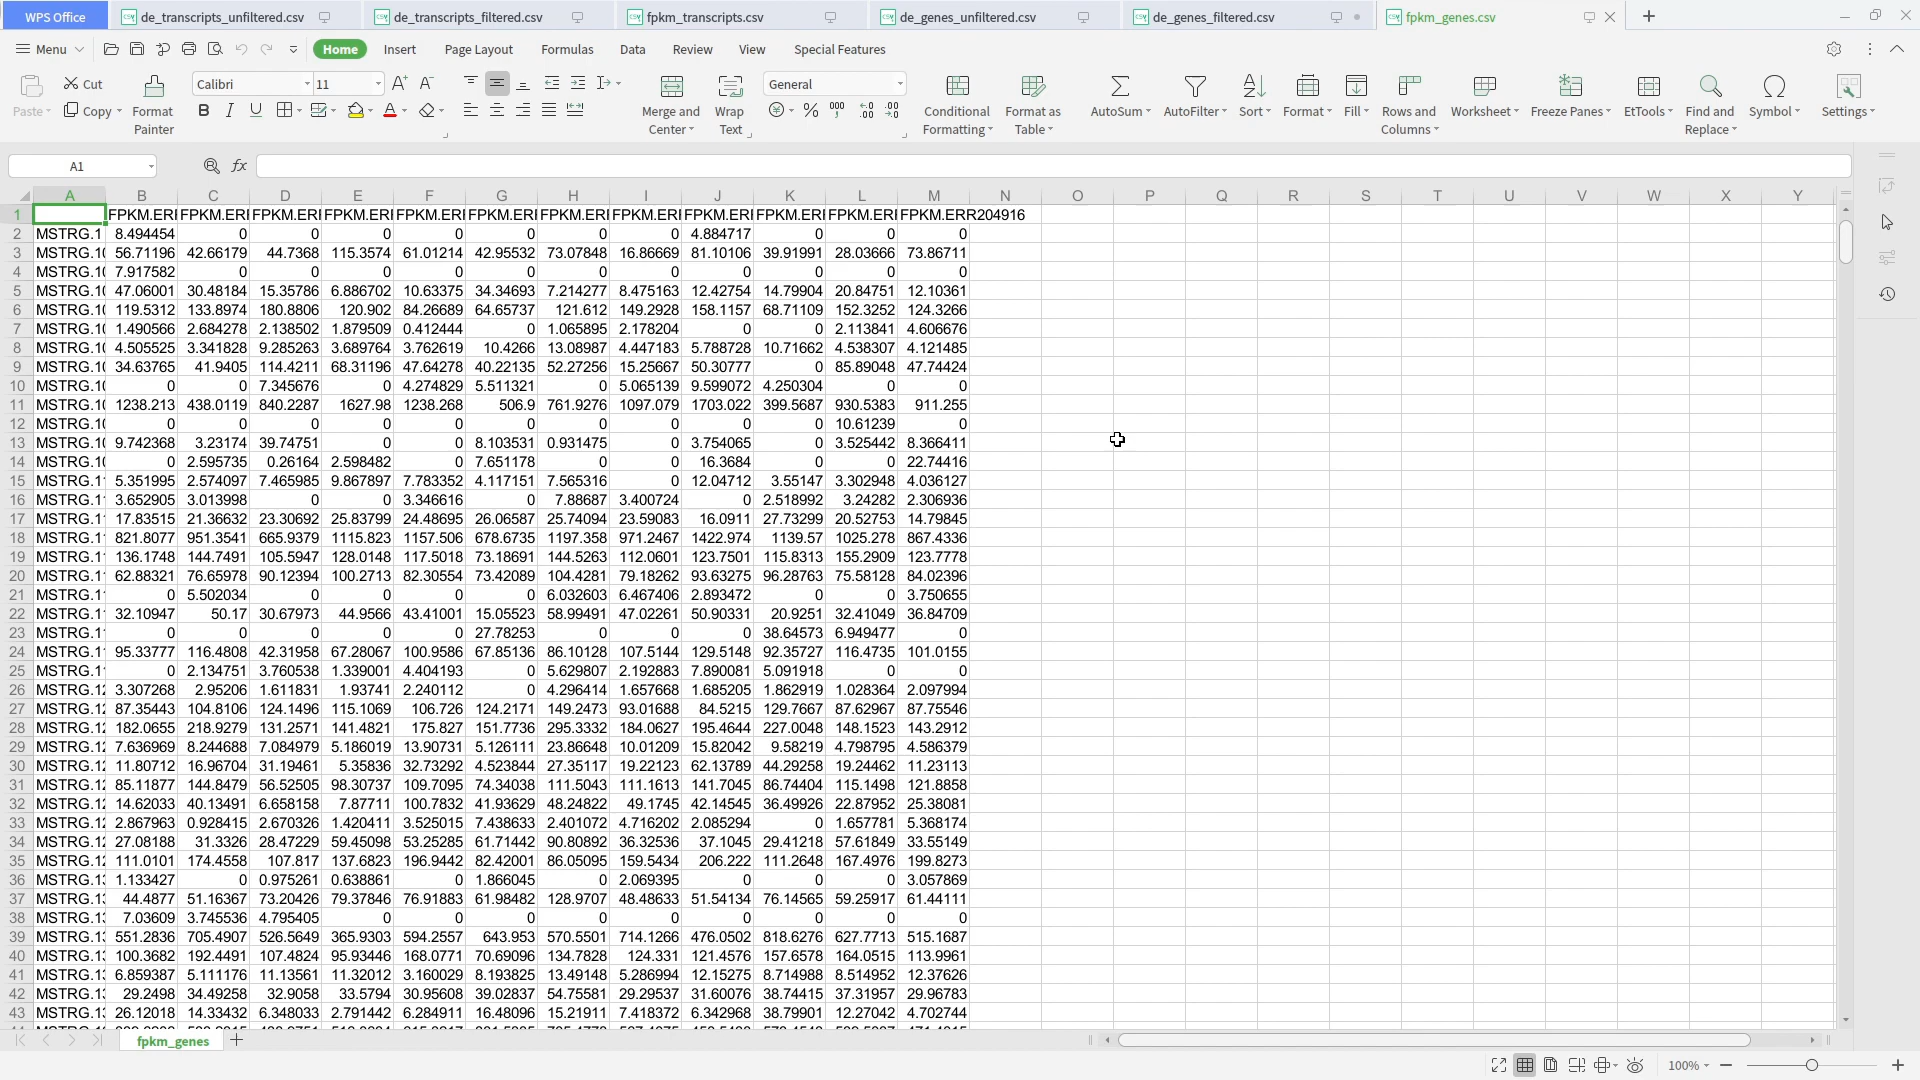 WPS Office de_transcripts_unfiltered.csv de_transcripts_filtered.csv fpkm_transcripts.csv de_genes_unfiltered.csv de_genes_filtered.csv fpkm_genes.csv
Menu Home Insert Page Layout Formulas Data Review View Special Features
Paste Cut Copy Format Painter Calibri 11 Merge and Center Wrap Text General Conditional Formatting Format as Table AutoSum AutoFilter Sort Format Fill Rows and Columns Worksheet Freeze Panes EtTools Find and Replace Symbol Settings
A1 fx
A B C D E F G H I J K L M N O P Q R S T U V W X Y
1 FPKM.ERI FPKM.ERI FPKM.ERI FPKM.ERI FPKM.ERI FPKM.ERI FPKM.ERI FPKM.ERI FPKM.ERI FPKM.ERI FPKM.ERI FPKM.ERR204916
2 MSTRG.1 8.494454 0 0 0 0 0 0 0 4.884717 0 0 0
3 MSTRG.10 56.71196 42.66179 44.7368 115.3574 61.01214 42.95532 73.07848 16.86669 81.10106 39.91991 28.03666 73.86711
4 MSTRG.10 7.917582 0 0 0 0 0 0 0 0 0 0 0
5 MSTRG.10 47.06001 30.48184 15.35786 6.886702 10.63375 34.34693 7.214277 8.475163 12.42754 14.79904 20.84751 12.10361
6 MSTRG.10 119.5312 133.8974 180.8806 120.902 84.26689 64.65737 121.612 149.2928 158.1157 68.71109 152.3252 124.3266
7 MSTRG.10 1.490566 2.684278 2.138502 1.879509 0.412444 0 1.065895 2.178204 0 0 2.113841 4.606676
8 MSTRG.10 4.505525 3.341828 9.285263 3.689764 3.762619 10.4266 13.08987 4.447183 5.788728 10.71662 4.538307 4.121485
9 MSTRG.10 34.63765 41.9405 114.4211 68.31196 47.64278 40.22135 52.27256 15.25667 50.30777 0 85.89048 47.74424
10 MSTRG.10 0 0 7.345676 0 4.274829 5.511321 0 5.065139 9.599072 4.250304 0 0
11 MSTRG.10 1238.213 438.0119 840.2287 1627.98 1238.268 506.9 761.9276 1097.079 1703.022 399.5687 930.5383 911.255
12 MSTRG.10 0 0 0 0 0 0 0 0 0 0 10.61239 0
13 MSTRG.10 9.742368 3.23174 39.74751 0 0 8.103531 0.931475 0 3.754065 0 3.525442 8.366411
14 MSTRG.10 0 2.595735 0.26164 2.598482 0 7.651178 0 0 16.3684 0 0 22.74416
15 MSTRG.1 5.351995 2.574097 7.465985 9.867897 7.783352 4.117151 7.565316 0 12.04712 3.55147 3.302948 4.036127
16 MSTRG.1 3.652905 3.013998 0 0 3.346616 0 7.88687 3.400724 0 2.518992 3.24282 2.306936
17 MSTRG.1 17.83515 21.36632 23.30692 25.83799 24.48695 26.06587 25.74094 23.59083 16.0911 27.73299 20.52753 14.79845
18 MSTRG.1 821.8077 951.3541 665.9379 1115.823 1157.506 678.6735 1197.358 971.2467 1422.974 1139.57 1025.278 867.4336
19 MSTRG.1 136.1748 144.7491 105.5947 128.0148 117.5018 73.18691 144.5263 112.0601 123.7501 115.8313 155.2909 123.7778
20 MSTRG.1 62.88321 76.65978 90.12394 100.2713 82.30554 73.42089 104.4281 79.18262 93.63275 96.28763 75.58128 84.02396
21 MSTRG.1 0 5.502034 0 0 0 0 6.032603 6.467406 2.893472 0 0 3.750655
22 MSTRG.1 32.10947 50.17 30.67973 44.9566 43.41001 15.05523 58.99491 47.02261 50.90331 20.9251 32.41049 36.84709
23 MSTRG.1 0 0 0 0 0 27.78253 0 0 0 38.64573 6.949477 0
24 MSTRG.1 95.33777 116.4808 42.31958 67.28067 100.9586 67.85136 86.10128 107.5144 129.5148 92.35727 116.4735 101.0155
25 MSTRG.1 0 2.134751 3.760538 1.339001 4.404193 0 5.629807 2.192883 7.890081 5.091918 0 0
26 MSTRG.12 3.307268 2.95206 1.611831 1.93741 2.240112 0 4.296414 1.657668 1.685205 1.862919 1.028364 2.097994
27 MSTRG.12 87.35443 104.8106 124.1496 115.1069 106.726 124.2171 149.2473 93.01688 84.5215 129.7667 87.62967 87.75546
28 MSTRG.12 182.0655 218.9279 131.2571 141.4821 175.827 151.7736 295.3332 184.0627 195.4644 227.0048 148.1523 143.2912
29 MSTRG.12 7.636969 8.244688 7.084979 5.186019 13.90731 5.126111 23.86648 10.01209 15.82042 9.58219 4.798795 4.586379
30 MSTRG.12 11.80712 16.96704 31.19461 5.35836 32.73292 4.523844 27.35117 19.22123 62.13789 44.29258 19.24462 11.23113
31 MSTRG.12 85.11877 144.8479 56.52505 98.30737 109.7095 74.34038 111.5043 111.1613 141.7045 86.74404 115.1498 121.8858
32 MSTRG.12 14.62033 40.13491 6.658158 7.87711 100.7832 41.93629 48.24822 49.1745 42.14545 36.49926 22.87952 25.38081
33 MSTRG.12 2.867963 0.928415 2.670326 1.420411 3.525015 7.438633 2.401072 4.716202 2.085294 0 1.657781 5.368174
34 MSTRG.12 27.08188 31.3326 28.47229 59.45098 53.25285 61.71442 90.80892 36.32536 37.1045 29.41218 57.61849 33.55149
35 MSTRG.12 111.0101 174.4558 107.817 137.6823 196.9442 82.42001 86.05095 159.5434 206.222 111.2648 167.4976 199.8273
36 MSTRG.13 1.133427 0 0.975261 0.638861 0 1.866045 0 2.069395 0 0 0 3.057869
37 MSTRG.13 44.4877 51.16367 73.20426 79.37846 76.91883 61.98482 128.9707 48.48633 51.54134 76.14565 59.25917 61.44111
38 MSTRG.13 7.03609 3.745536 4.795405 0 0 0 0 0 0 0 0 0
39 MSTRG.13 551.2836 705.4907 526.5649 365.9303 594.2557 643.953 570.5501 714.1266 476.0502 818.6276 627.7713 515.1687
40 MSTRG.13 100.3682 192.4491 107.4824 95.93446 168.0771 70.69096 134.7828 124.331 121.4576 157.6578 164.0515 113.9961
41 MSTRG.13 6.859387 5.111176 11.13561 11.32012 3.160029 8.193825 13.49148 5.286994 12.15275 8.714988 8.514952 12.37626
42 MSTRG.13 29.2498 34.49258 32.9058 33.5794 30.95608 39.02837 54.75581 29.29537 31.60076 38.74415 37.31957 29.96783
43 MSTRG.13 26.12018 14.33432 6.348033 2.791442 6.284911 16.48096 15.21911 7.418372 6.342968 38.79901 12.27042 4.702744
fpkm_genes
100%